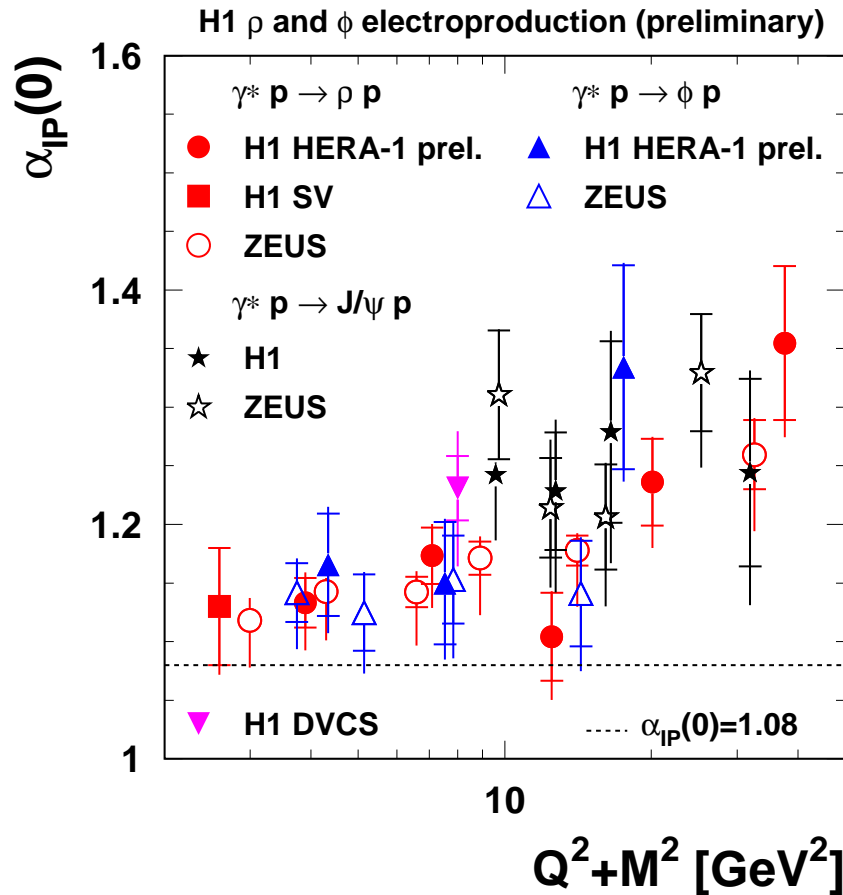 H1 ρ and ϕ electroproduction (preliminary)
α_IP(0)
1.6
1.4
1.2
1
γ* p → ρ p
H1 HERA-1 prel.
H1 SV
ZEUS
γ* p → J/ψ p
H1
ZEUS
γ* p → ϕ p
H1 HERA-1 prel.
ZEUS
H1 DVCS
α_IP(0)=1.08
10
Q²+M² [GeV²]